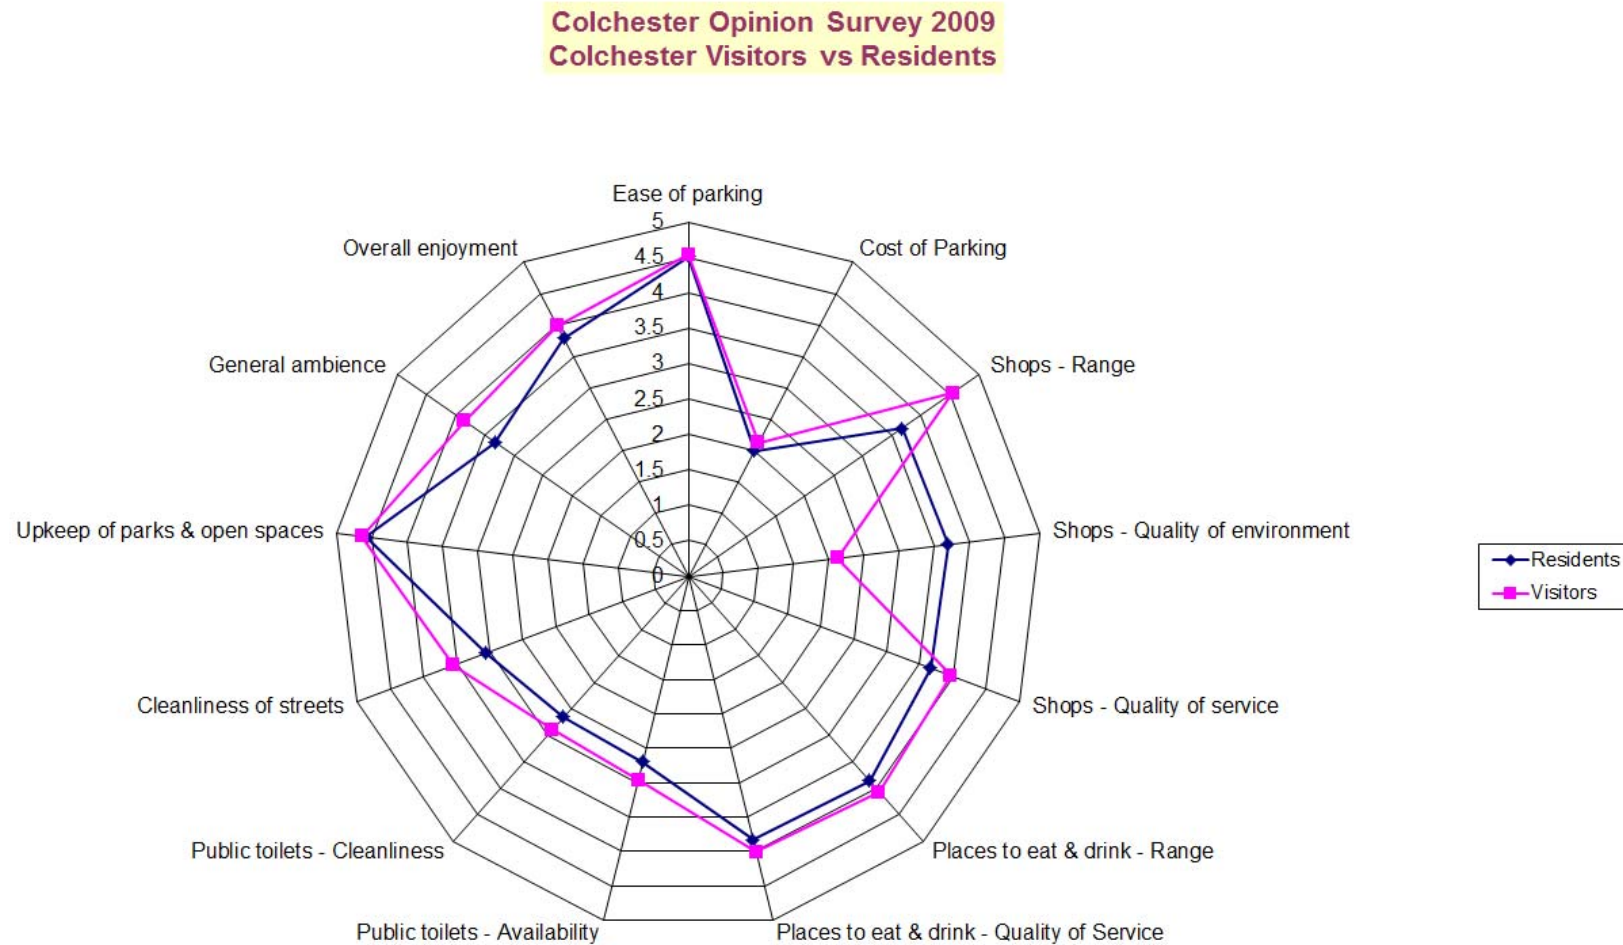 Colchester Opinion Survey 2009
Colchester Visitors vs Residents
Ease of parking
5
Overall enjoyment
Cost of Parking
4.5
4
3.5
General ambience
Shops - Range
3
2.5
2
1.5
1
Upkeep of parks & open spaces
Shops - Quality of environment
0.5
0
Residents
Visitors
Cleanliness of streets
Shops - Quality of service
Public toilets - Cleanliness
Places to eat & drink - Range
Public toilets - Availability
Places to eat & drink - Quality of Service